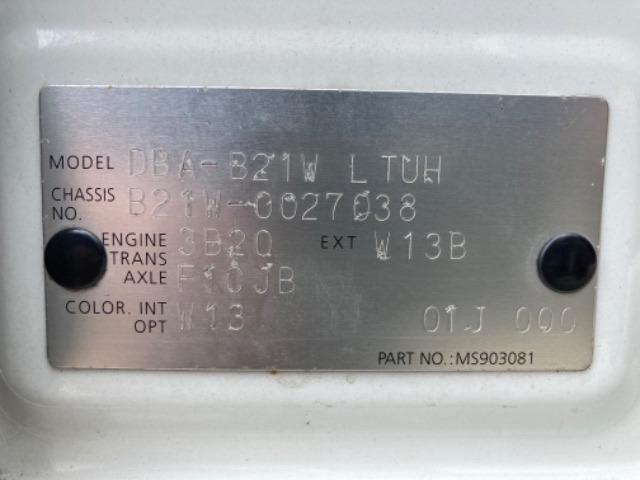 MODEL DBA-B21W LTUH
CHASSIS NO. B21W-0027038
ENGINE 3B20 EXT W13B
TRANS AXLE F1CJB
COLOR. INT W13
OPT 01J 000
PART NO.:MS903081